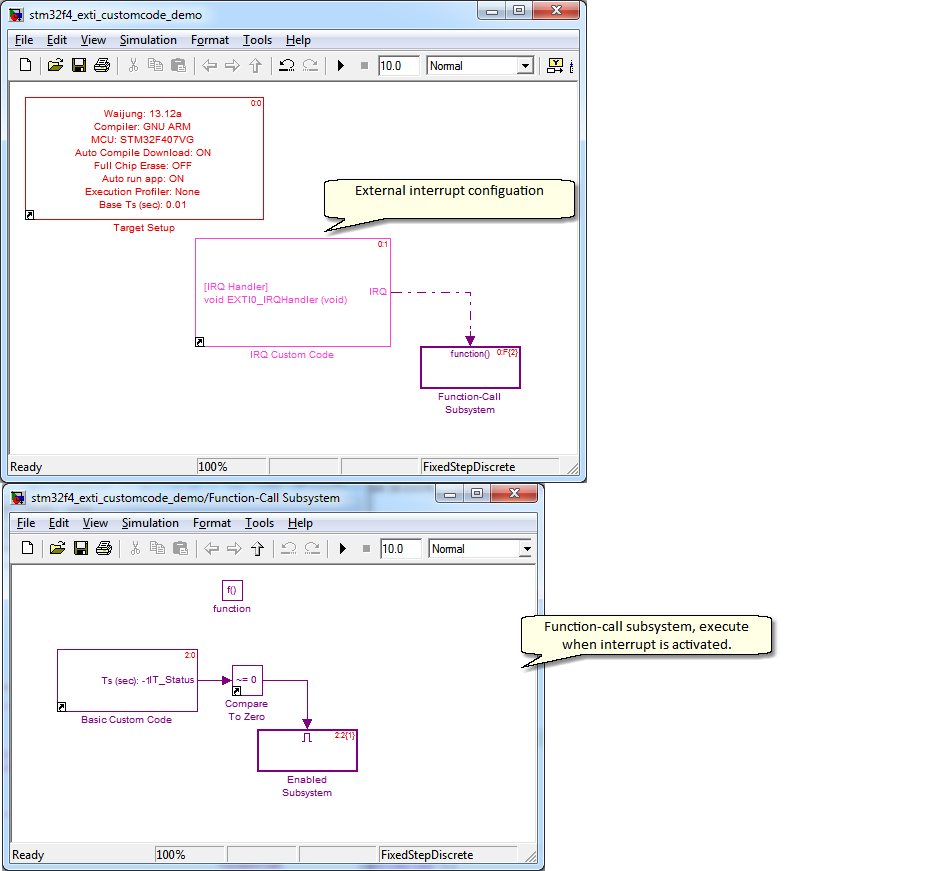 stm32f4_exti_customcode_demo
File Edit View Simulation Format Tools Help
10.0 Normal
0:0
Waijung: 13.12a
Compiler: GNU ARM
MCU: STM32F407VG
Auto Compile Download: ON
Full Chip Erase: OFF
Auto run app: ON
Execution Profiler: None
Base Ts (sec): 0.01
Target Setup
External interrupt configuation
0:1
[IRQ Handler]
void EXTI0_IRQHandler (void)
IRQ
IRQ Custom Code
function() 0:F{2}
Function-Call
Subsystem
Ready 100% FixedStepDiscrete
stm32f4_exti_customcode_demo/Function-Call Subsystem
File Edit View Simulation Format Tools Help
10.0 Normal
f()
function
Function-call subsystem, execute
when interrupt is activated.
2:0
Ts (sec): -1 IT_Status
Basic Custom Code
~= 0
Compare
To Zero
2:2{1}
Enabled
Subsystem
Ready 100% FixedStepDiscrete